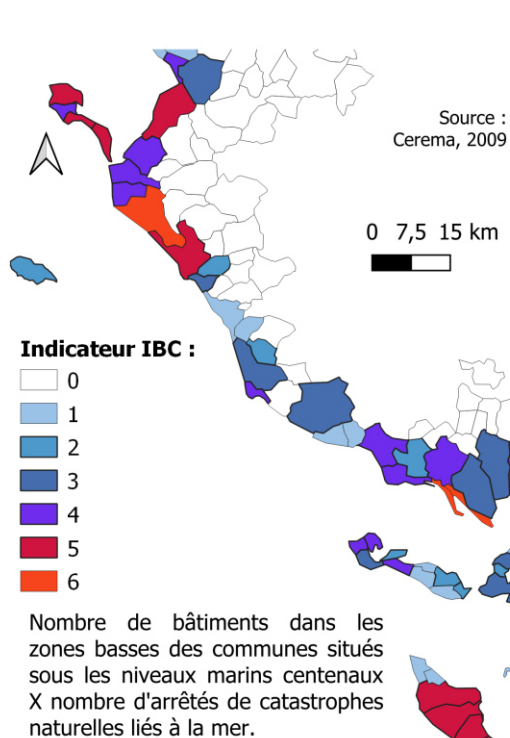 Source :
Cerema, 2009
0 7,5 15 km
Indicateur IBC :
0
1
2
3
4
5
6
Nombre de bâtiments dans les
zones basses des communes situés
sous les niveaux marins centenaux
X nombre d'arrêtés de catastrophes
naturelles liés à la mer.